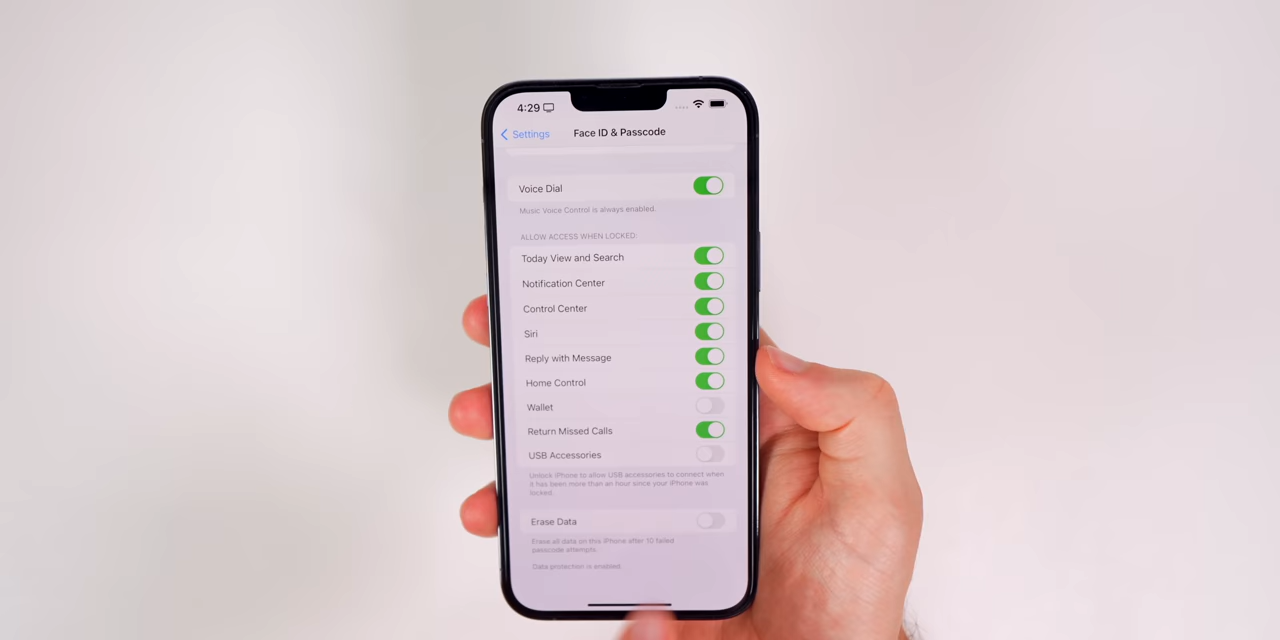 4:29
Settings
Face ID & Passcode
Voice Dial
Music Voice Control is always enabled.
ALLOW ACCESS WHEN LOCKED:
Today View and Search
Notification Center
Control Center
Siri
Reply with Message
Home Control
Wallet
Return Missed Calls
USB Accessories
Unlock iPhone to allow USB accessories to connect when
it has been more than an hour since your iPhone was
locked.
Erase Data
Erase all data on this iPhone after 10 failed
passcode attempts.
Data protection is enabled.